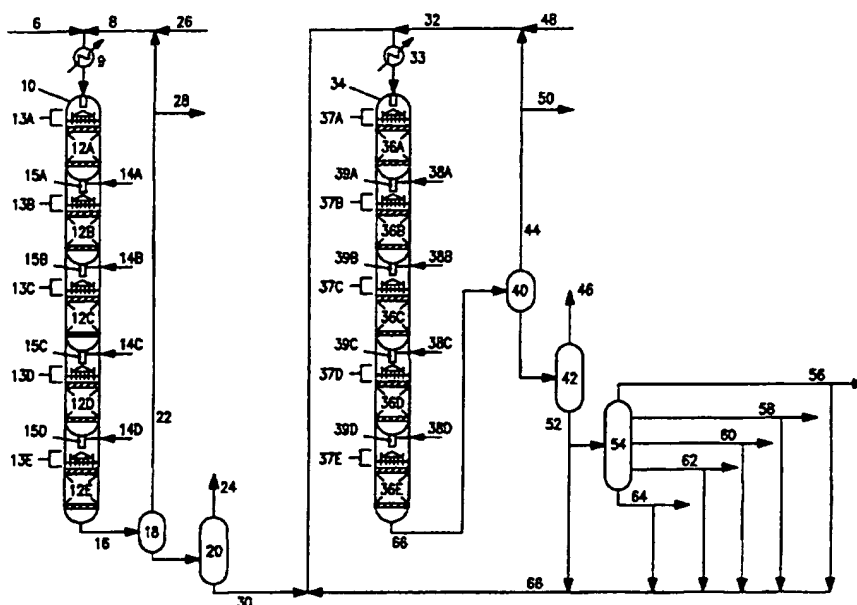 6 8 26 32 48
9 33
10 34
28 50
13A 12A 37A 36A
15A 14A 39A 38A
13B 12B 37B 36B
44
15B 14B 39B 38B
13C 12C 37C 36C
40 46
15C 14C 39C 38C
13D 12D 37D 36D
42 56
22
52 58
15D 14D 39D 38D
54 60
13E 12E 37E 36E
62
24 64
16 18 20 66
30 68